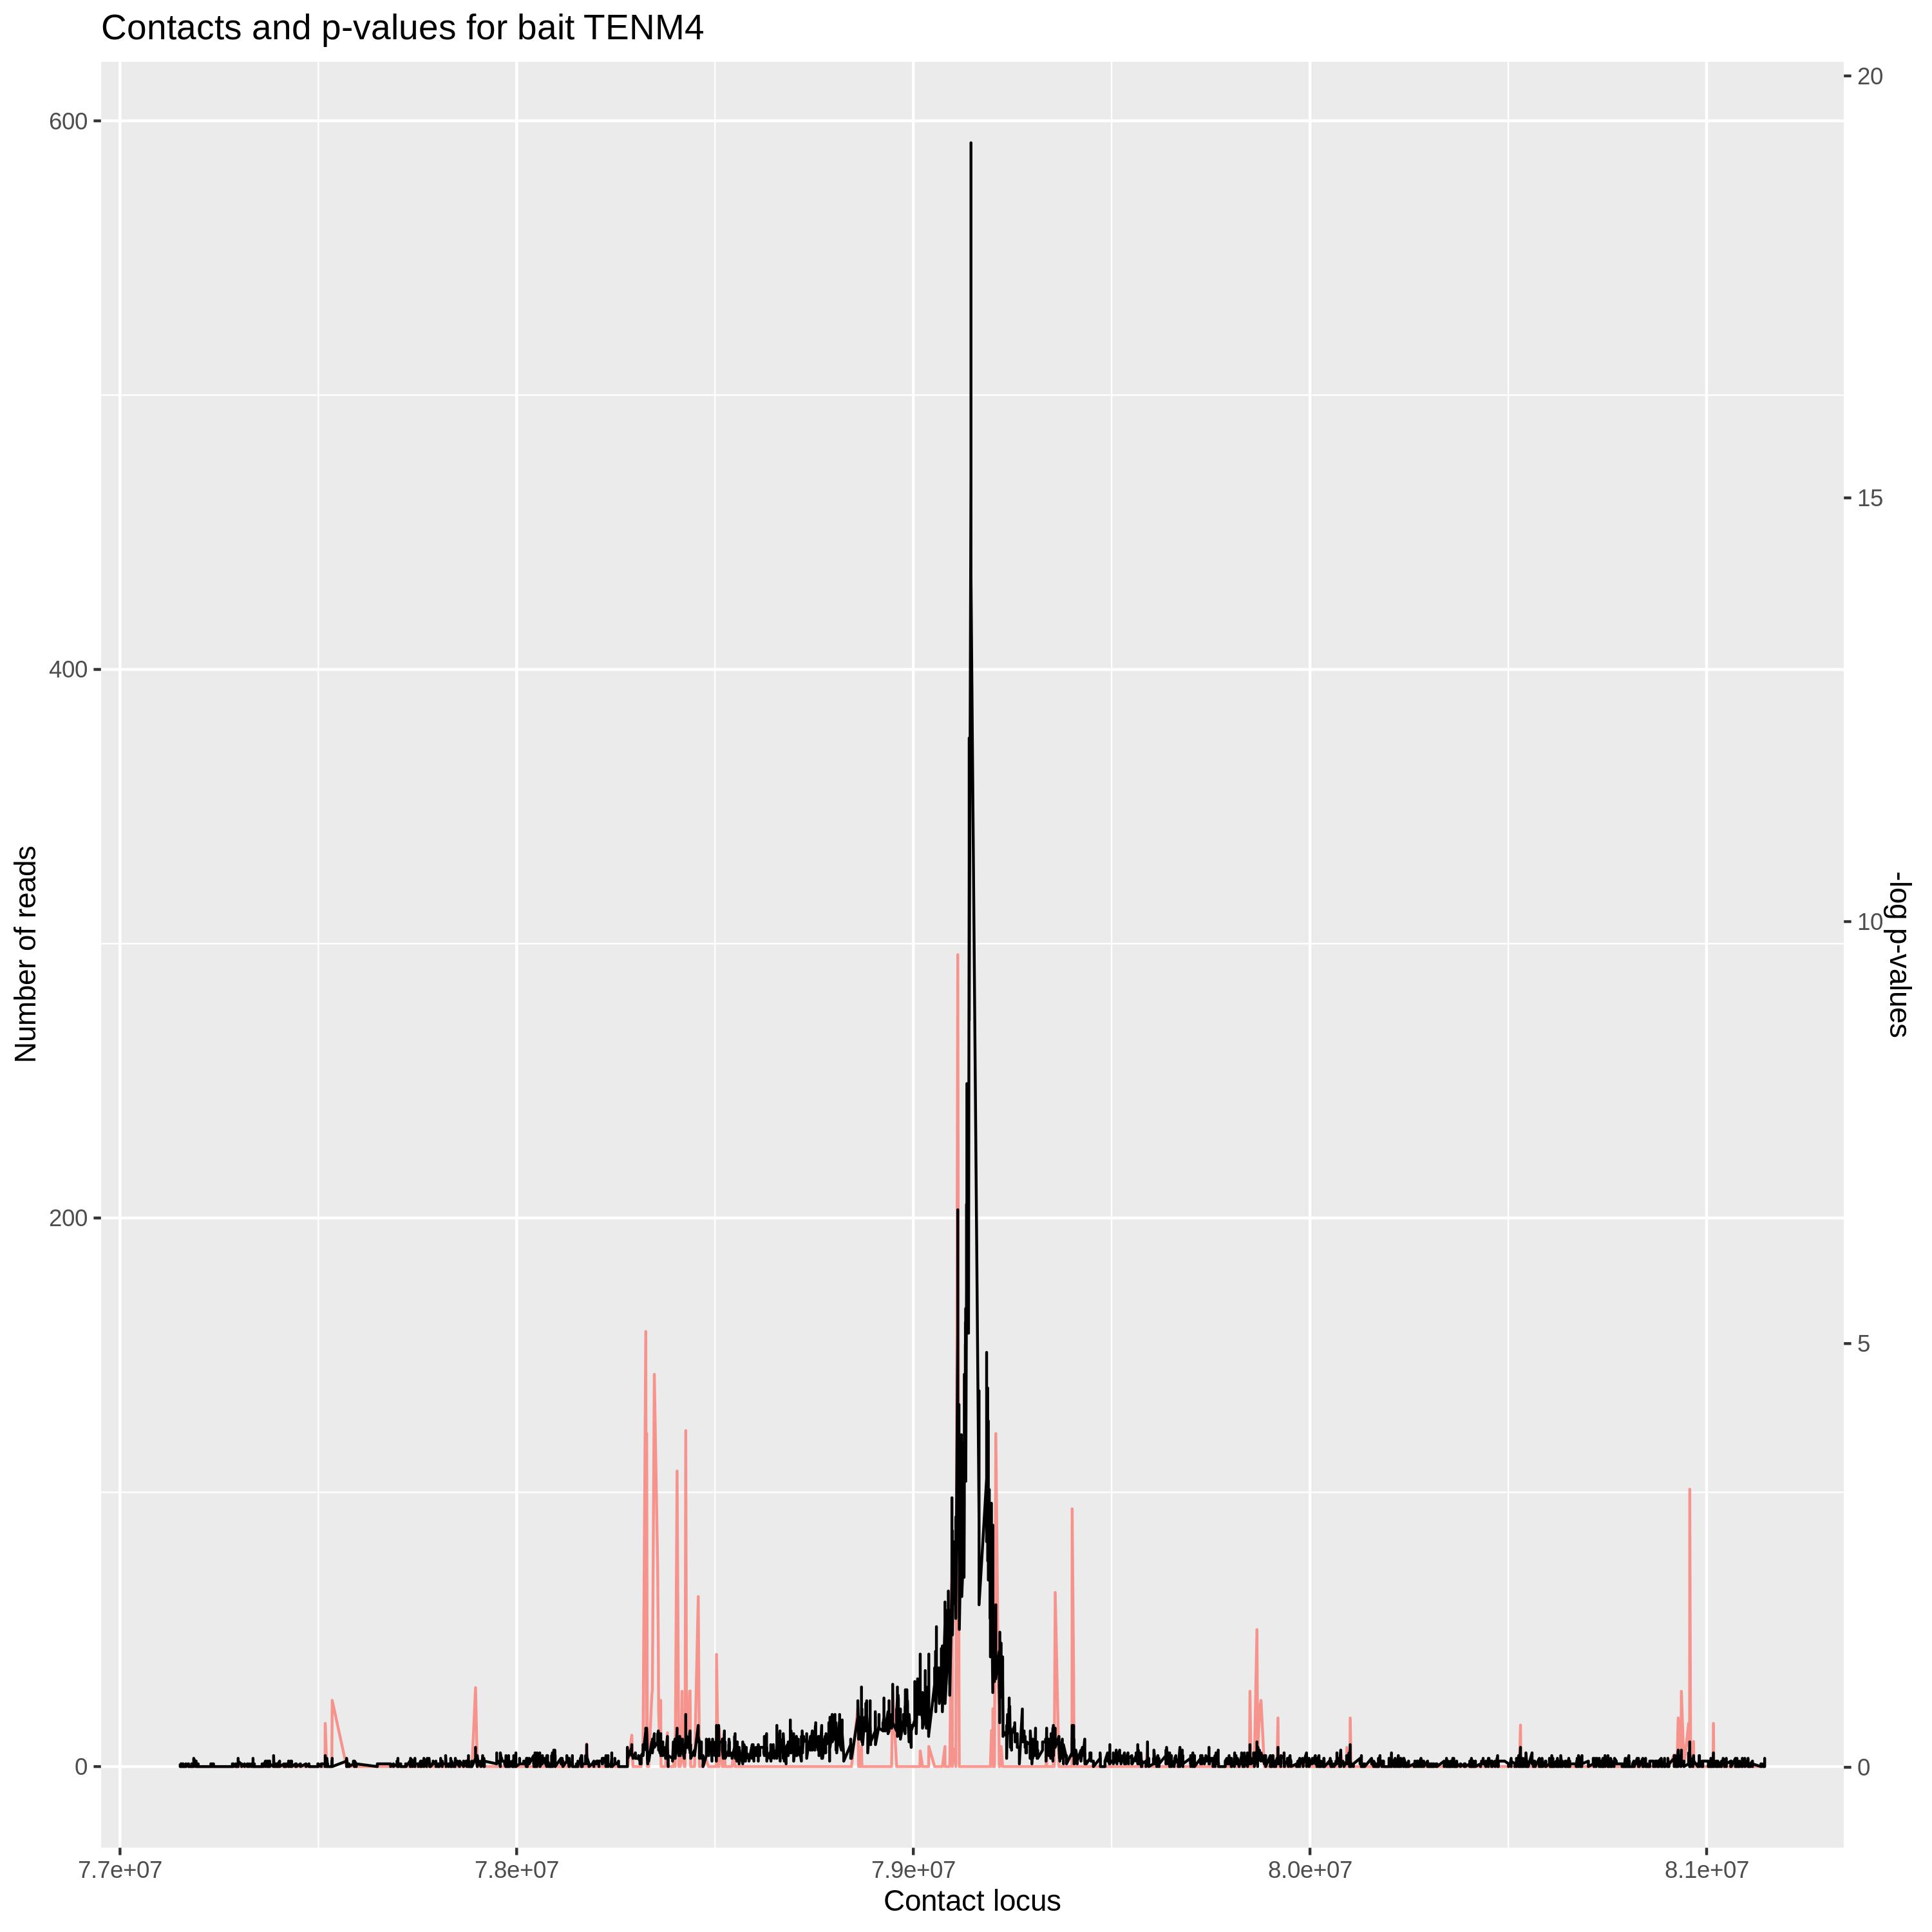 Contacts and p-values for bait TENM4
600
400
200
0
Number of reads
20
15
10
5
0
-log p-values
7.7e+07
7.8e+07
7.9e+07
8.0e+07
8.1e+07
Contact locus